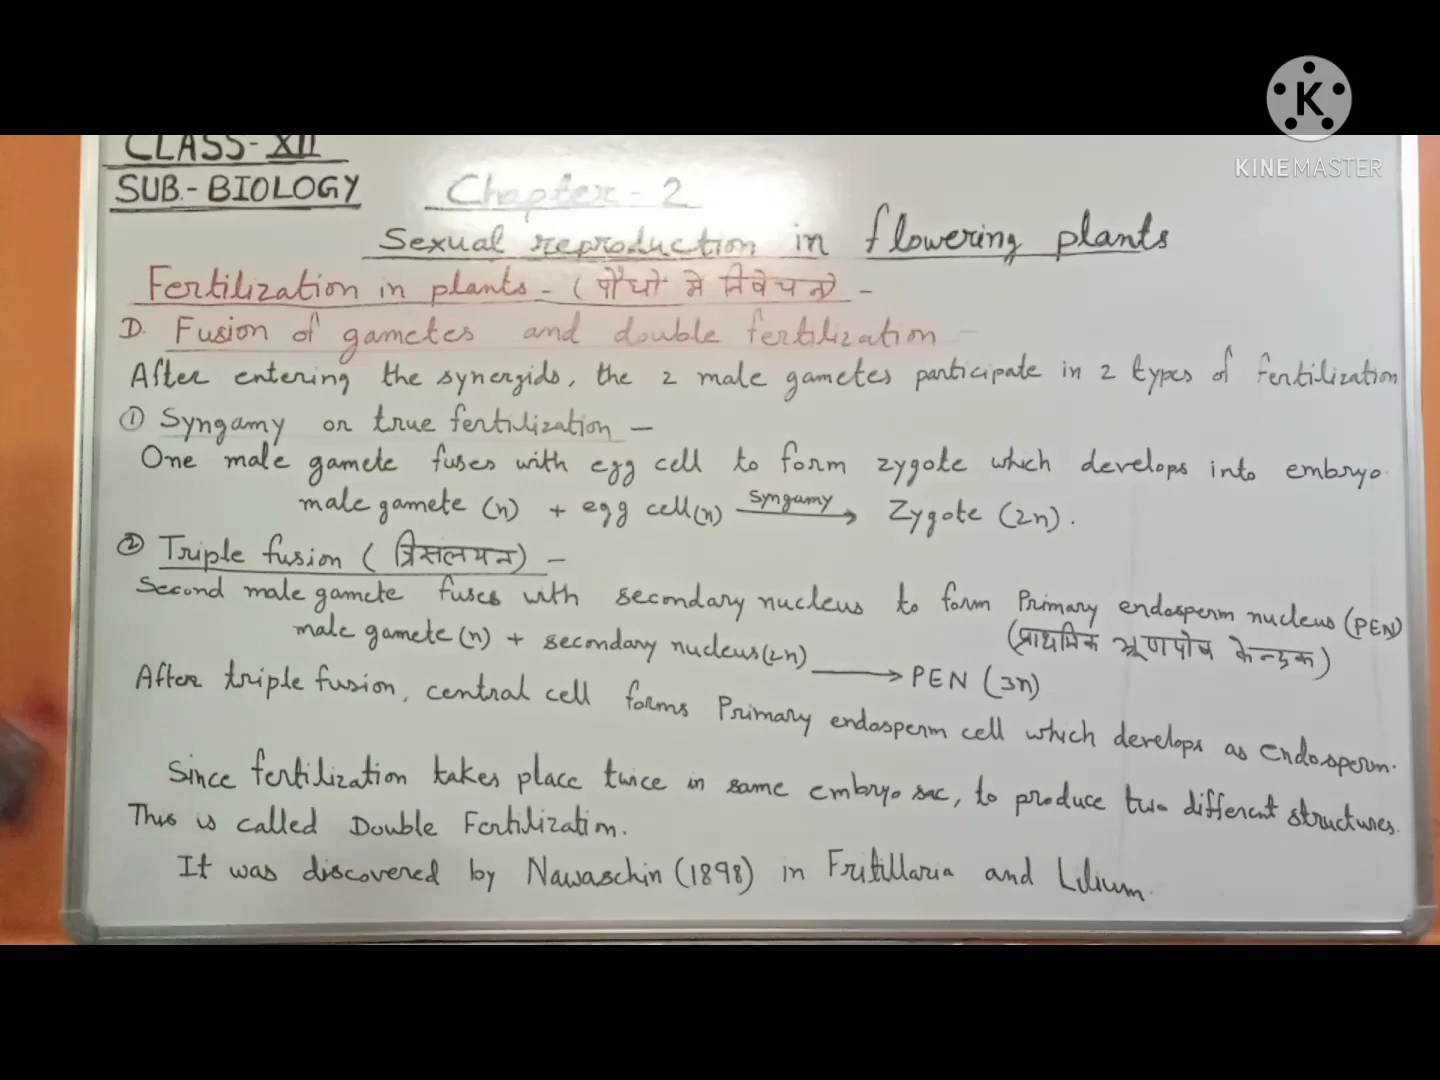 K
KINEMASTER
CLASS-XII
SUB.- BIOLOGY
Chapter - 2
Sexual reproduction in flowering plants
Fertilization in plants - (पौधों में निषेचन) -
D. Fusion of gametes and double fertilization -
After entering the synergids, the 2 male gametes participate in 2 types of fertilization
① Syngamy or true fertilization -
One male gamete fuses with egg cell to form zygote which develops into embryo.
male gamete (n) + egg cell(n) Syngamy → Zygote (2n).
② Triple fusion ( त्रिसंलयन) -
Second male gamete fuses with secondary nucleus to form Primary endosperm nucleus (PEN)
(प्राथमिक भ्रूणपोष केन्द्रक)
male gamete (n) + secondary nucleus(2n) → PEN (3n)
After triple fusion, central cell forms Primary endosperm cell which develops as endosperm.
Since fertilization takes place twice in same embryo sac, to produce two different structures.
This is called Double Fertilization.
It was discovered by Nawaschin (1898) in Fritillaria and Lilium.